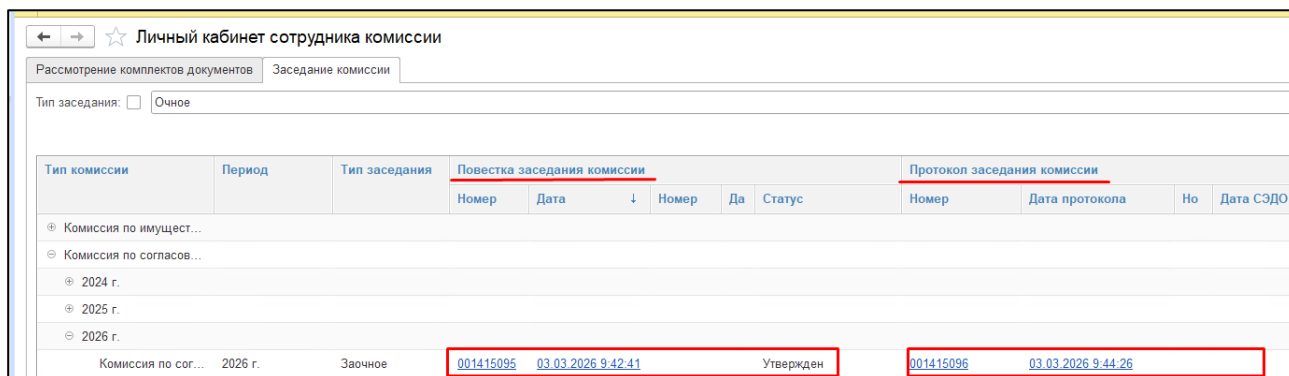 Личный кабинет сотрудника комиссии
Рассмотрение комплектов документов Заседание комиссии
Тип заседания: Очное
Тип комиссии Период Тип заседания Повестка заседания комиссии Протокол заседания комиссии
Номер Дата ↓ Номер Да Статус Номер Дата протокола Но Дата СЭДО
Комиссия по имущест...
Комиссия по согласов...
2024 г.
2025 г.
2026 г.
Комиссия по сог... 2026 г. Заочное 001415095 03.03.2026 9:42:41 Утвержден 001415096 03.03.2026 9:44:26